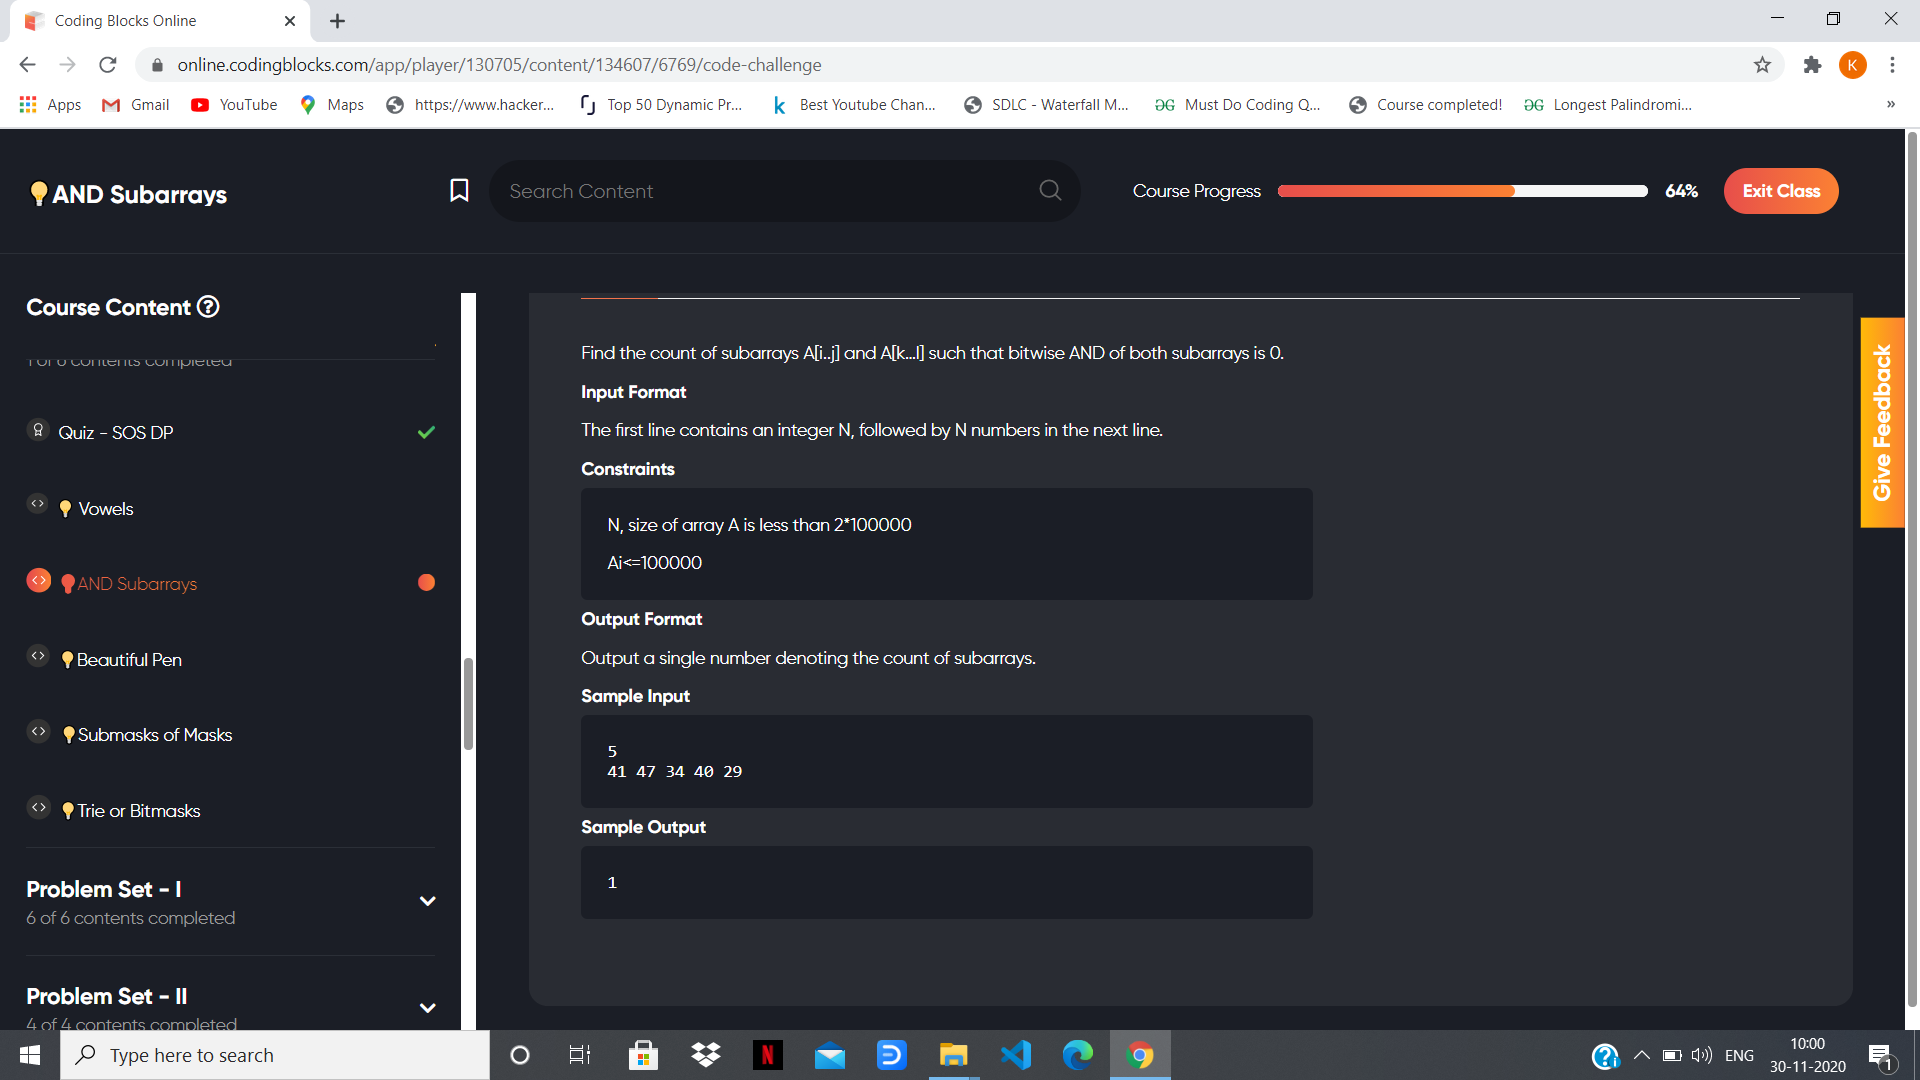 Coding Blocks Online
online.codingblocks.com/app/player/130705/content/134607/6769/code-challenge
K
Apps
Gmail
YouTube
Maps
https://www.hacker...
Top 50 Dynamic Pr...
Best Youtube Chan...
SDLC - Waterfall M...
Must Do Coding Q...
Course completed!
Longest Palindromi...
»
AND Subarrays
Search Content
Course Progress
64%
Exit Class
Course Content
1 of 6 contents completed
Quiz - SOS DP
Vowels
AND Subarrays
Beautiful Pen
Submasks of Masks
Trie or Bitmasks
Problem Set - I
6 of 6 contents completed
Problem Set - II
4 of 4 contents completed
Find the count of subarrays A[i..j] and A[k...l] such that bitwise AND of both subarrays is 0.
Input Format
The first line contains an integer N, followed by N numbers in the next line.
Constraints
N, size of array A is less than 2*100000
Ai<=100000
Output Format
Output a single number denoting the count of subarrays.
Sample Input
5
41 47 34 40 29
Sample Output
1
Give Feedback
Type here to search
ENG
10:00
30-11-2020
1